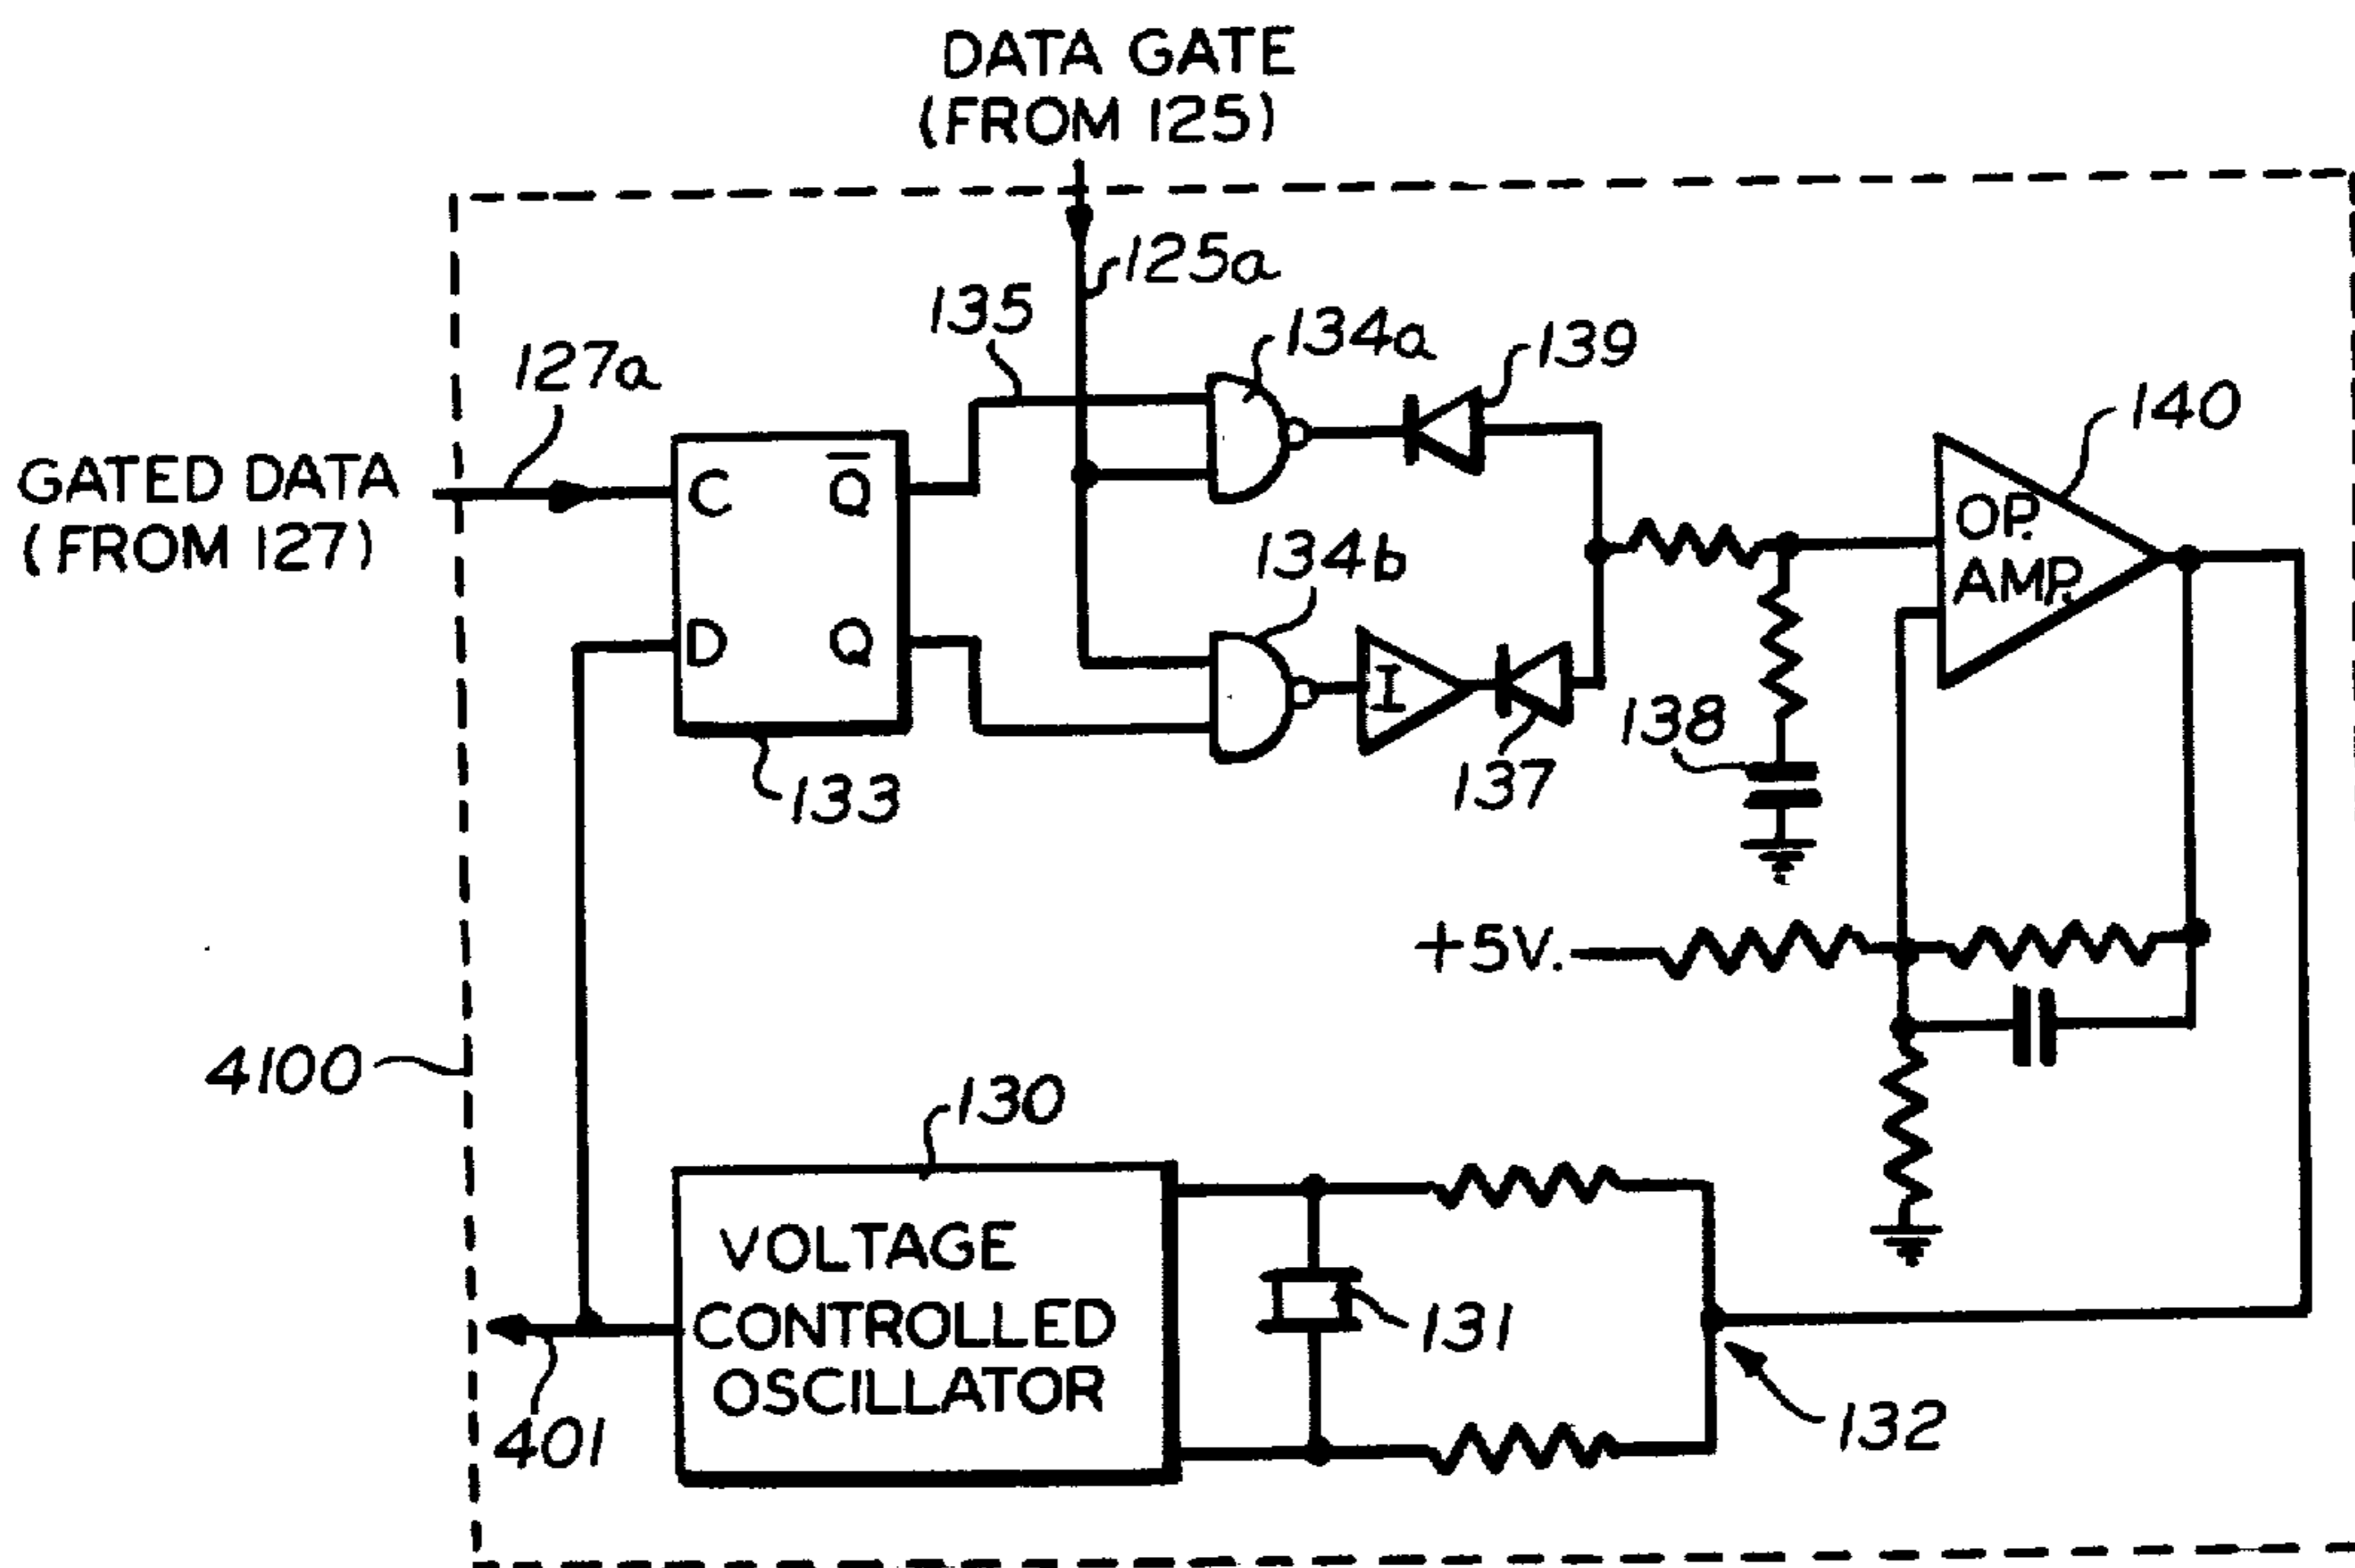 DATA GATE
(FROM 125)
125a
135
134a
139
127a
140
GATED DATA
(FROM 127)
C
Q̅
D
Q
OP.
AMP.
134b
I
138
137
133
+5V.
4100
130
VOLTAGE
CONTROLLED
OSCILLATOR
131
132
401